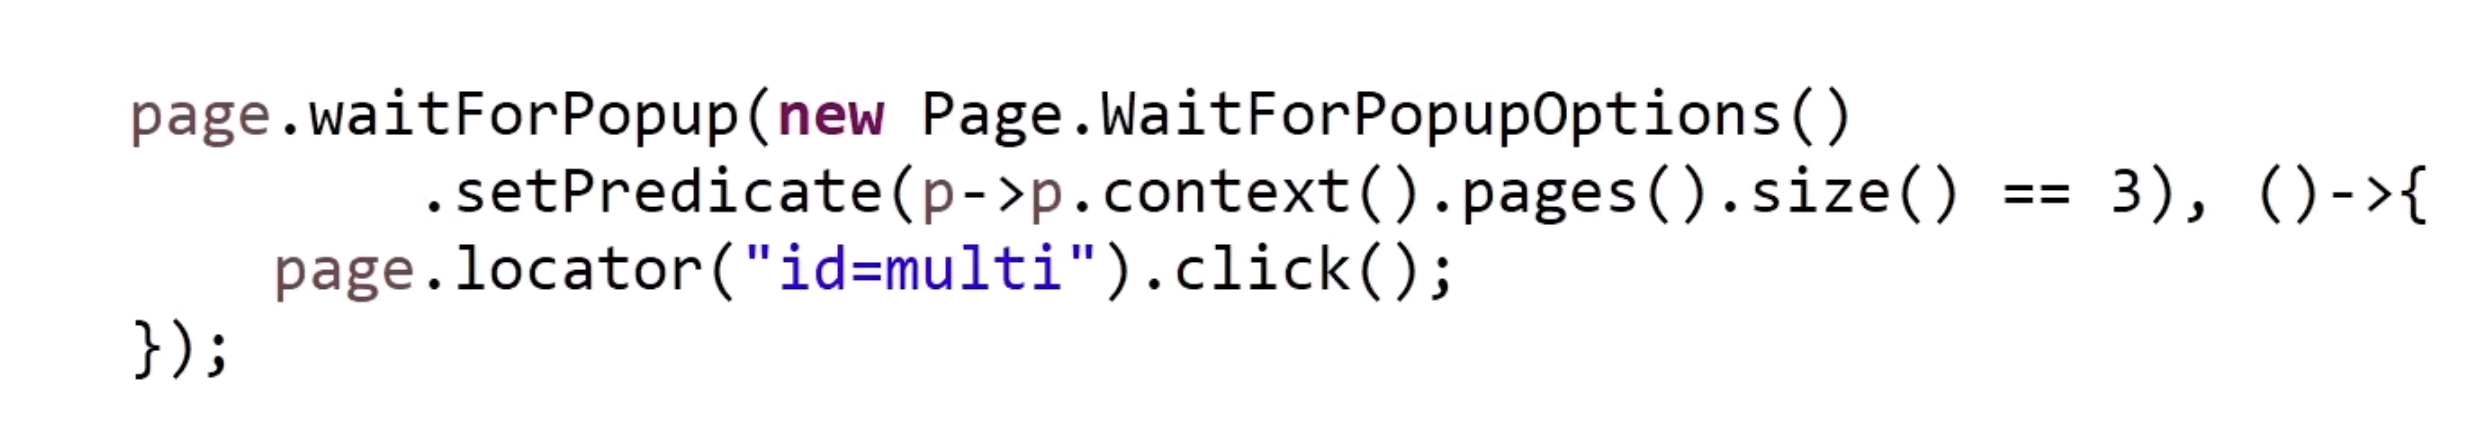 page.waitForPopup(new Page.WaitForPopupOptions()
.setPredicate(p->p.context().pages().size() == 3), ()->{
page.locator("id=multi").click();
});